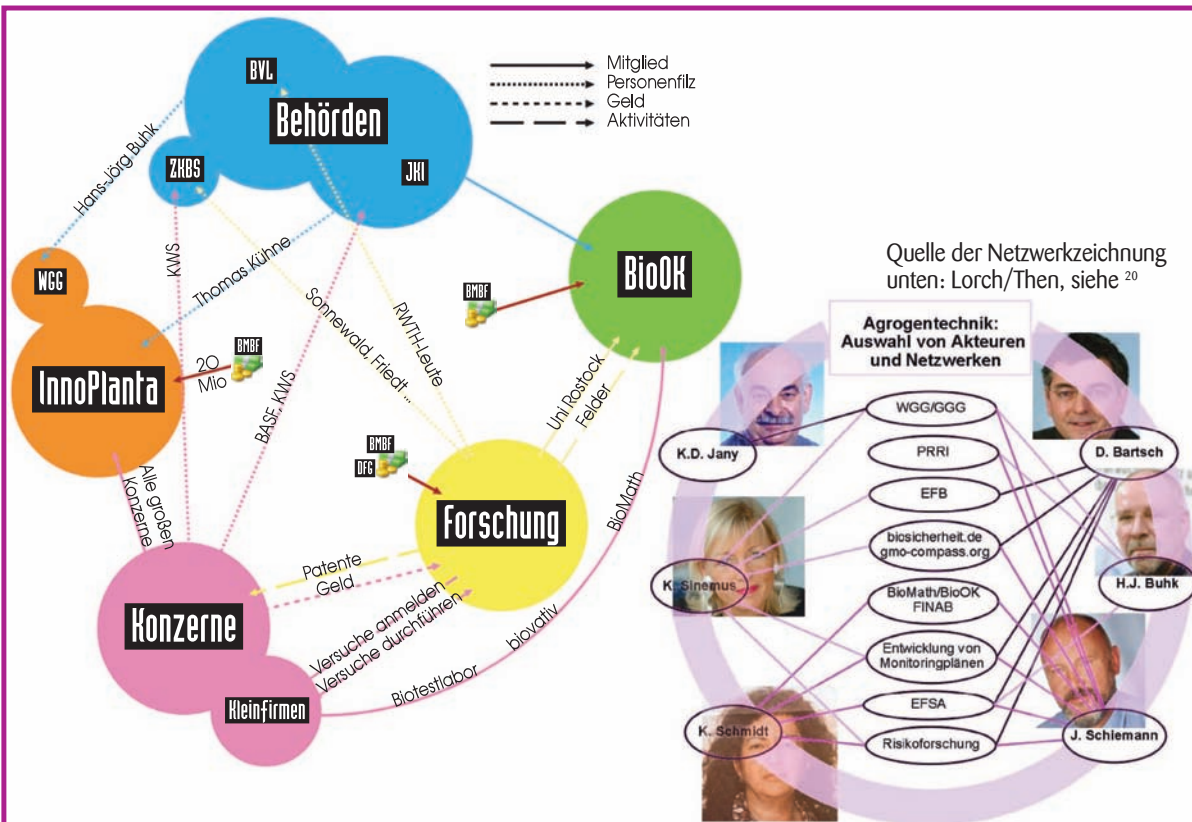 BVL
Behörden
ZKBS
JKI
Mitglied
Personenfilz
Geld
Aktivitäten
Hans-Jörg Buhk
KWS
Thomas Kühne
Sonnewald, Friedt ...
RWTH-Leute
BASF, KWS
WGG
InnoPlanta
20
Mio
BMBF
BMBF
BioOK
Uni Rostock
Felder
BMBF
DFG
Forschung
Alle großen
Konzerne
Patente
Geld
Konzerne
Versuche anmelden
Versuche durchführen
Kleinfirmen
Biotestlabor
biovativ
BioMath
Quelle der Netzwerkzeichnung
unten: Lorch/Then, siehe 20
Agrogentechnik:
Auswahl von Akteuren
und Netzwerken
WGG/GGG
K.D. Jany
PRRI
D. Bartsch
EFB
biosicherheit.de
gmo-compass.org
K. Sinemus
H.J. Buhk
BioMath/BioOK
FINAB
Entwicklung von
Monitoringplänen
EFSA
K. Schmidt
Risikoforschung
J. Schiemann